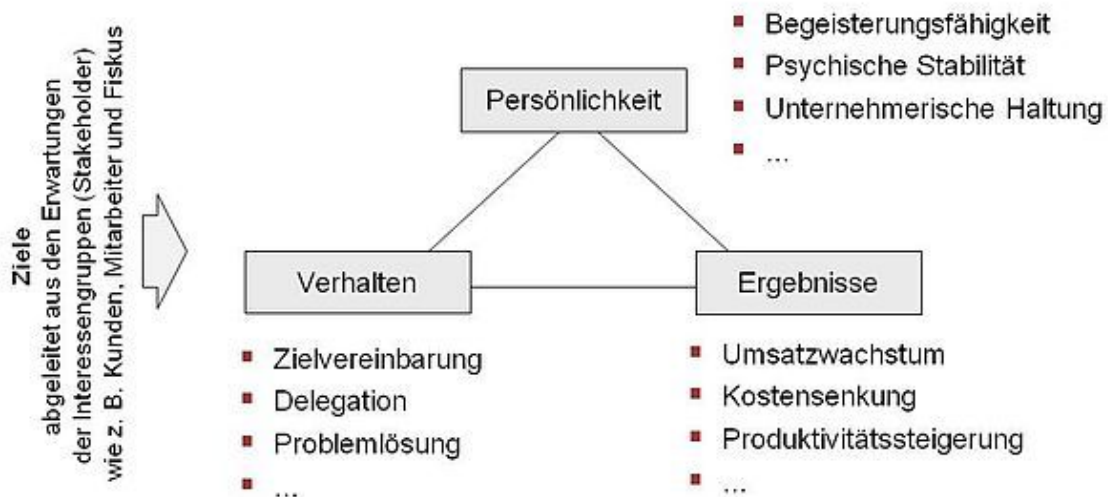 Ziele
abgeleitet aus den Erwartungen
der Interessengruppen (Stakeholder)
wie z. B. Kunden, Mitarbeiter und Fiskus
Persönlichkeit
Begeisterungsfähigkeit
Psychische Stabilität
Unternehmerische Haltung
...
Verhalten
Zielvereinbarung
Delegation
Problemlösung
...
Ergebnisse
Umsatzwachstum
Kostensenkung
Produktivitätssteigerung
...